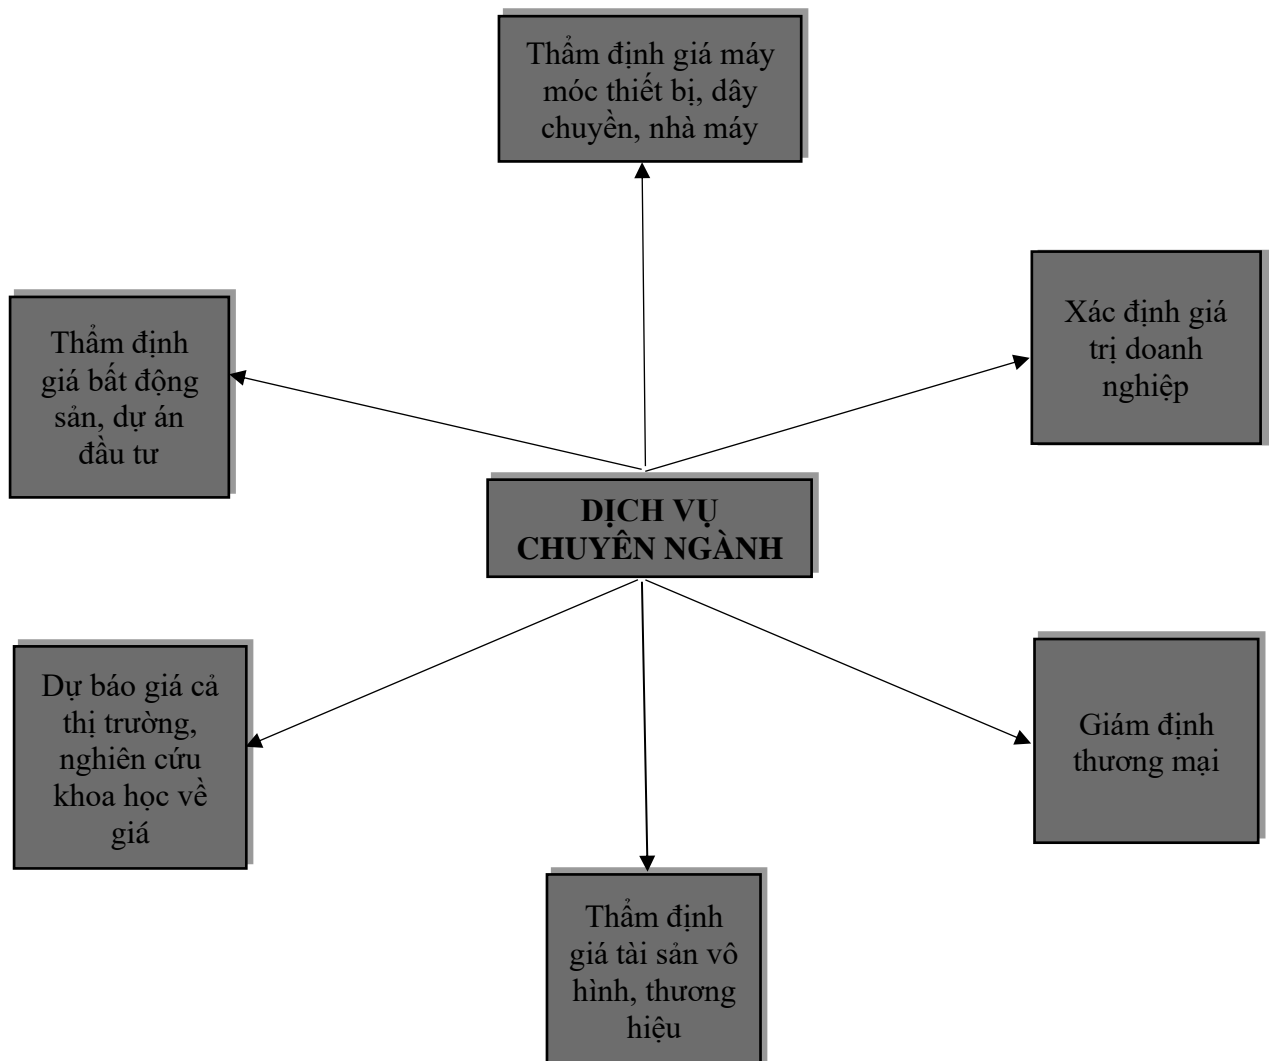 Thẩm định giá máy
móc thiết bị, dây
chuyền, nhà máy
Xác định giá
trị doanh
nghiệp
Thẩm định
giá bất động
sản, dự án
đầu tư
DỊCH VỤ
CHUYÊN NGÀNH
Dự báo giá cả
thị trường,
nghiên cứu
khoa học về
giá
Giám định
thương mại
Thẩm định
giá tài sản vô
hình, thương
hiệu